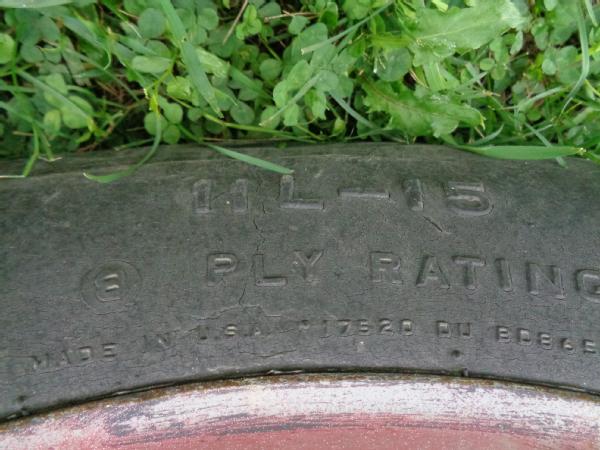 11L-15
8 PLY RATING
MADE IN U.S.A.